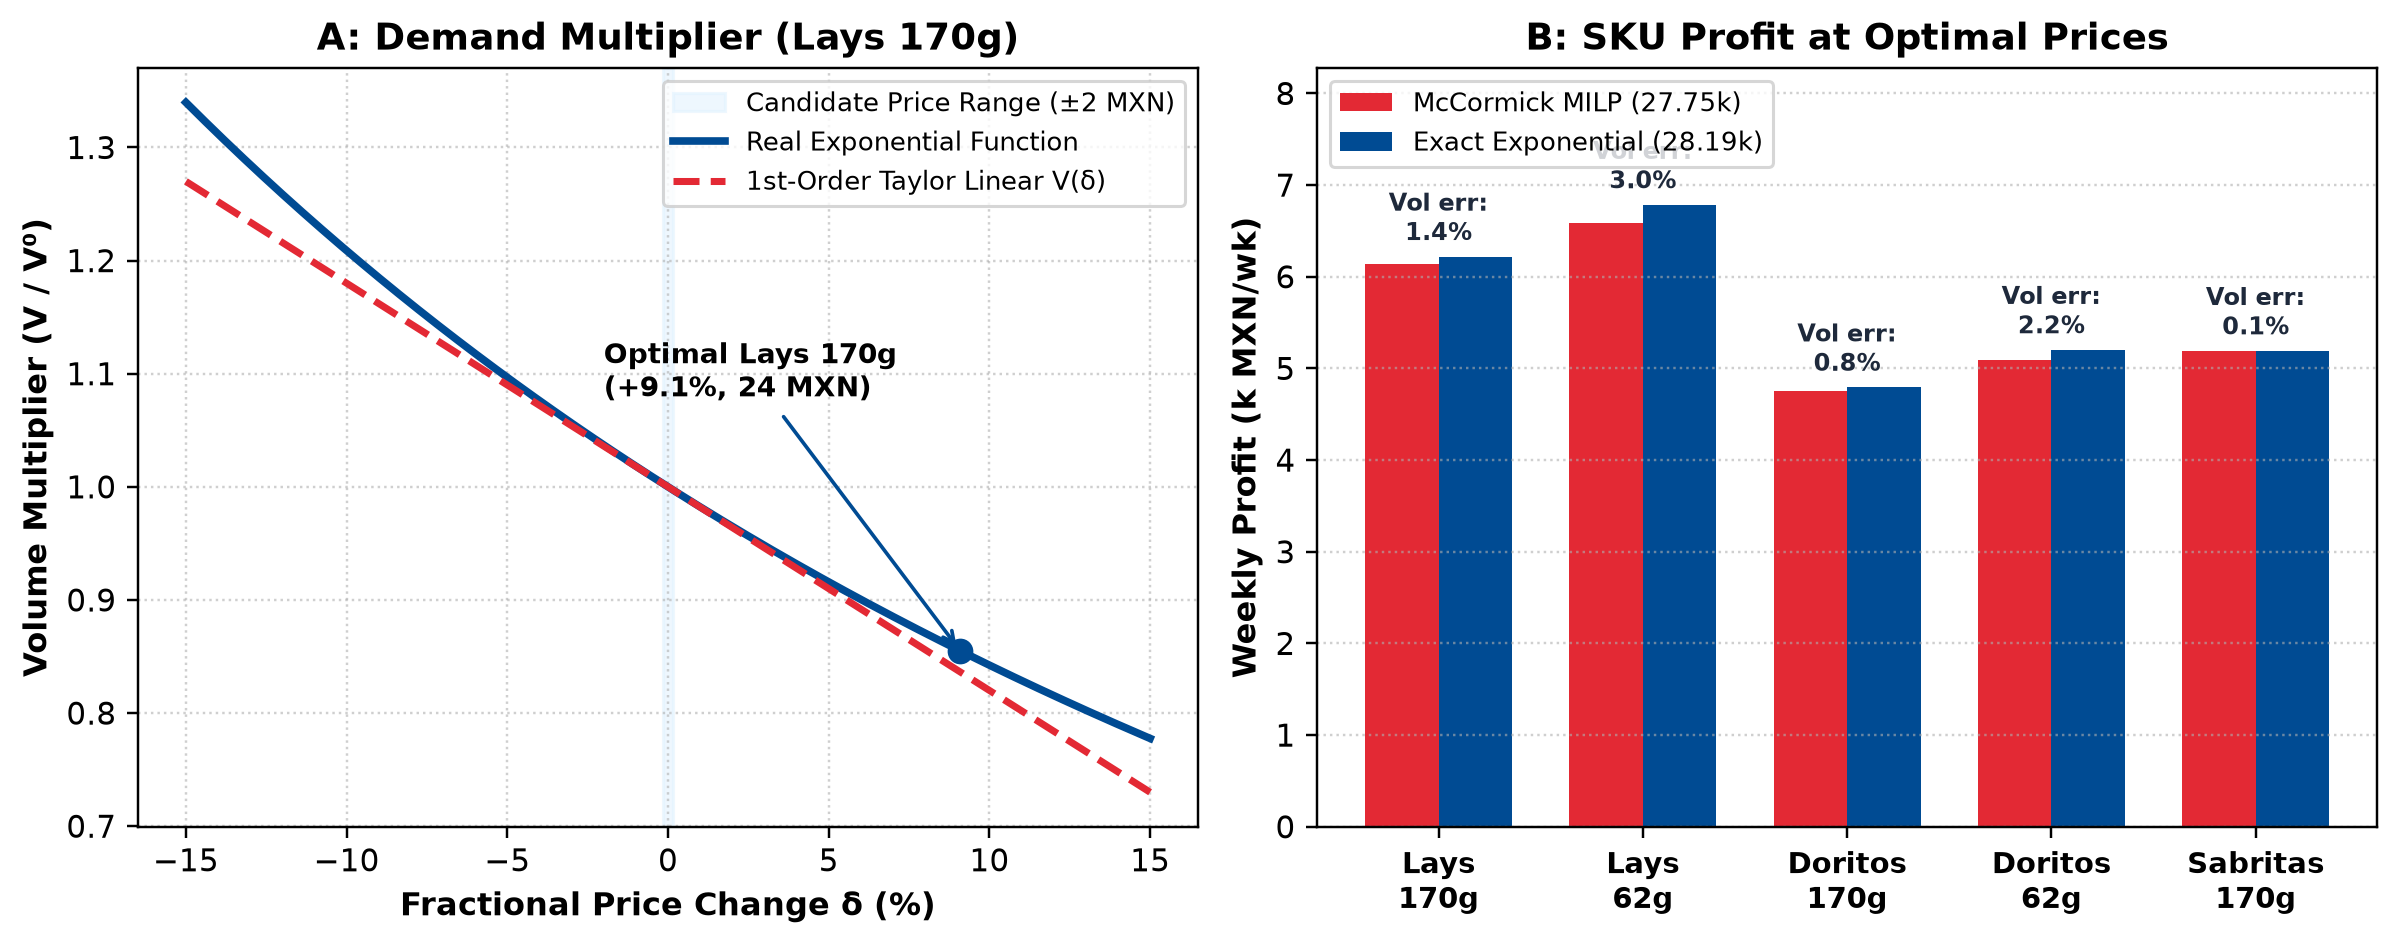 A: Demand Multiplier (Lays 170g)
Candidate Price Range (±2 MXN)
Real Exponential Function
1st-Order Taylor Linear V(δ)
Optimal Lays 170g
(+9.1%, 24 MXN)
Volume Multiplier (V / V⁰)
1.3
1.2
1.1
1.0
0.9
0.8
0.7
−15
−10
−5
0
5
10
15
Fractional Price Change δ (%)
B: SKU Profit at Optimal Prices
McCormick MILP (27.75k)
Exact Exponential (28.19k)
Weekly Profit (k MXN/wk)
8
7
6
5
4
3
2
1
0
Vol err:
1.4%
Vol err:
3.0%
Vol err:
0.8%
Vol err:
2.2%
Vol err:
0.1%
Lays
170g
Lays
62g
Doritos
170g
Doritos
62g
Sabritas
170g